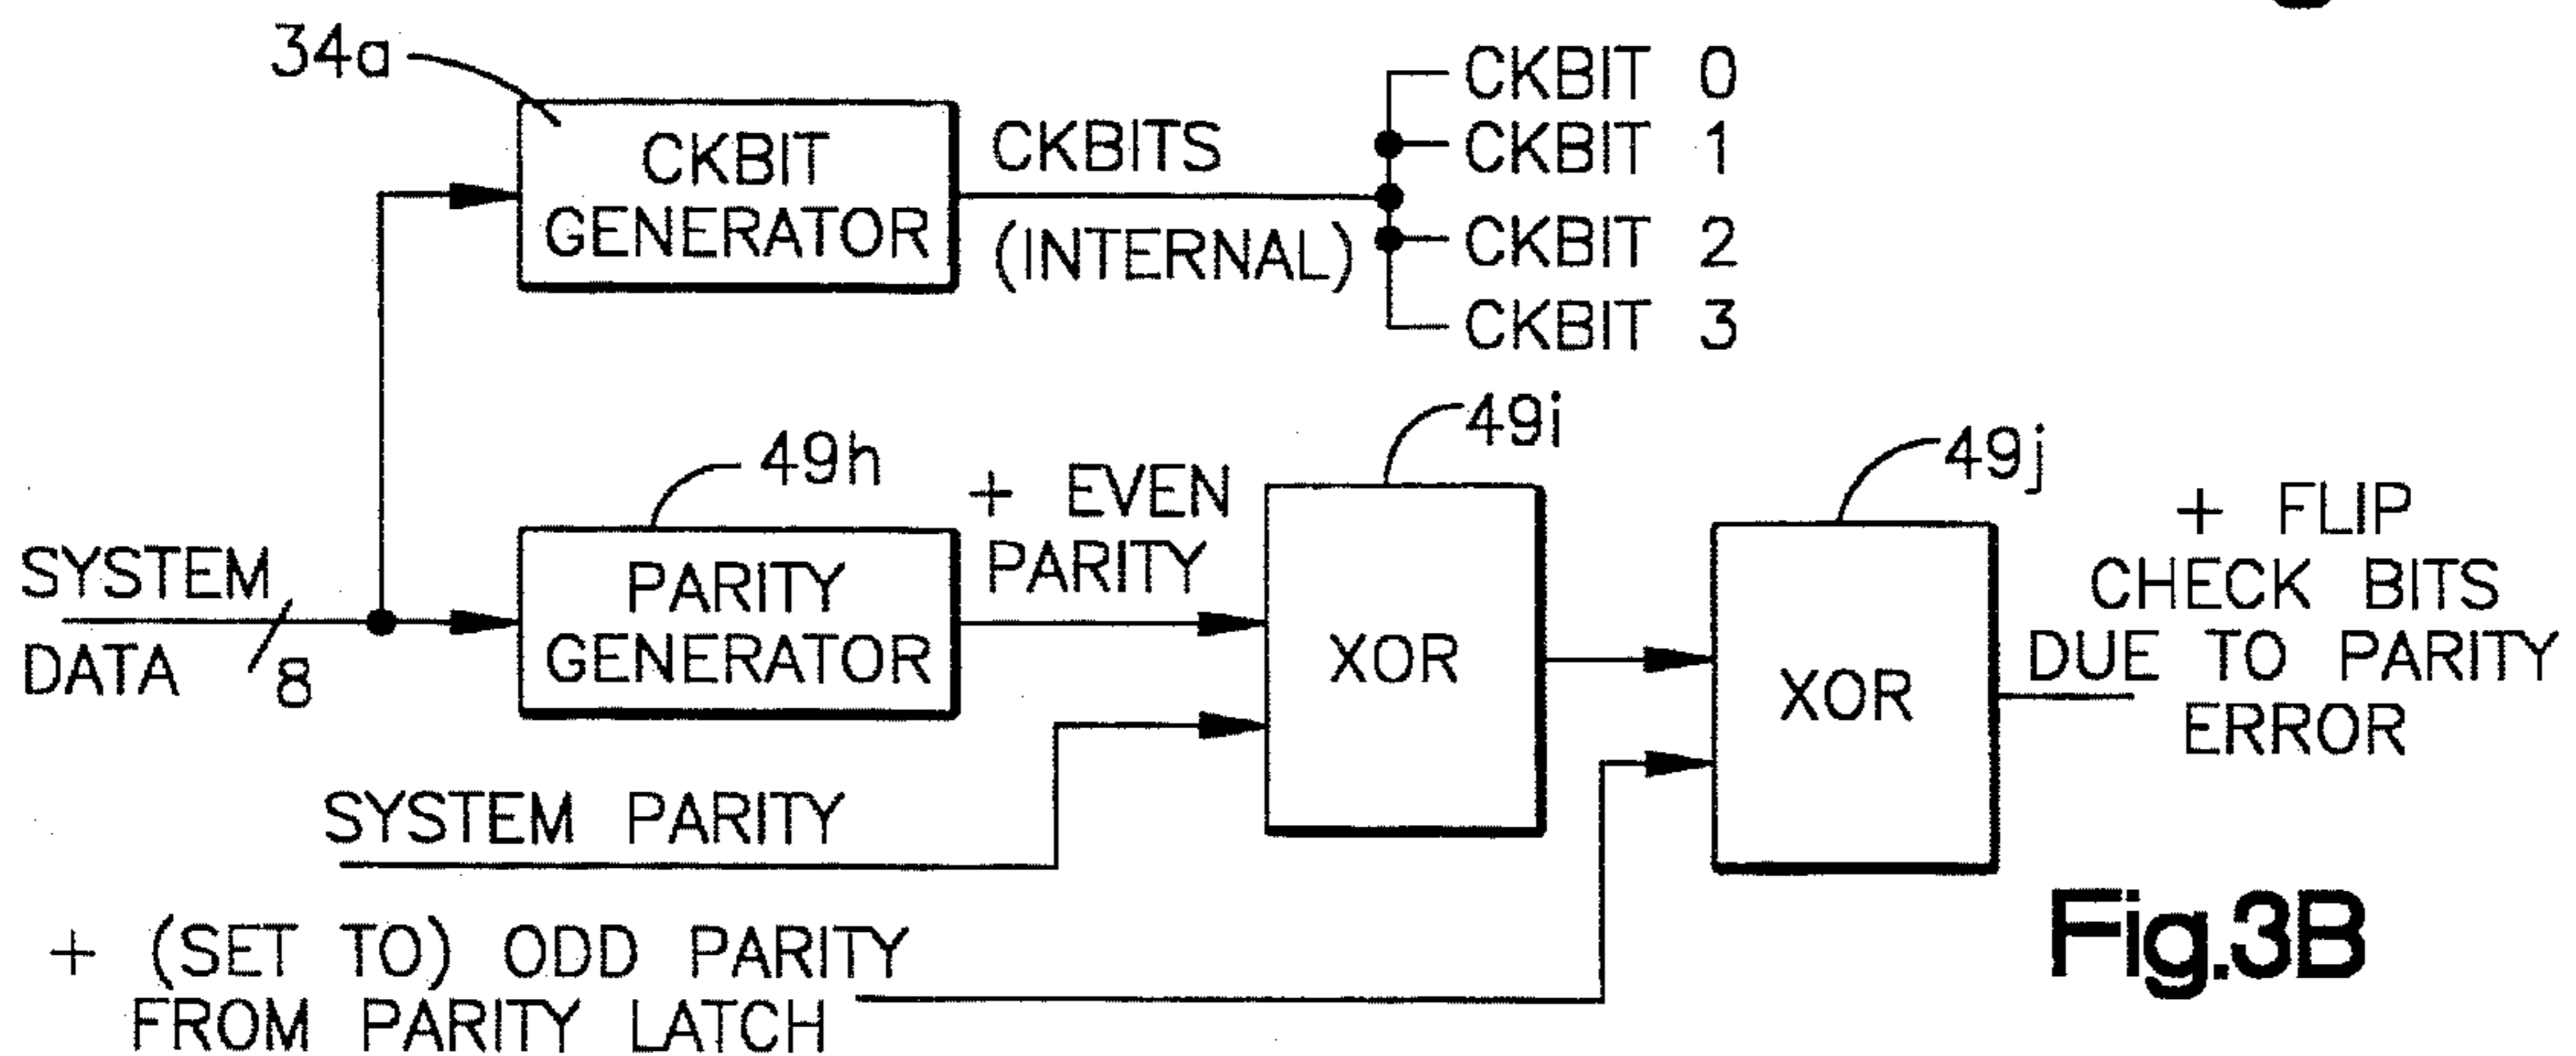 34a
CKBIT
GENERATOR
CKBITS
(INTERNAL)
CKBIT 0
CKBIT 1
CKBIT 2
CKBIT 3
SYSTEM
DATA
8
49h
PARITY
GENERATOR
+ EVEN
PARITY
49i
XOR
49j
XOR
+ FLIP
CHECK BITS
DUE TO PARITY
ERROR
SYSTEM PARITY
+ (SET TO) ODD PARITY
FROM PARITY LATCH
Fig.3B